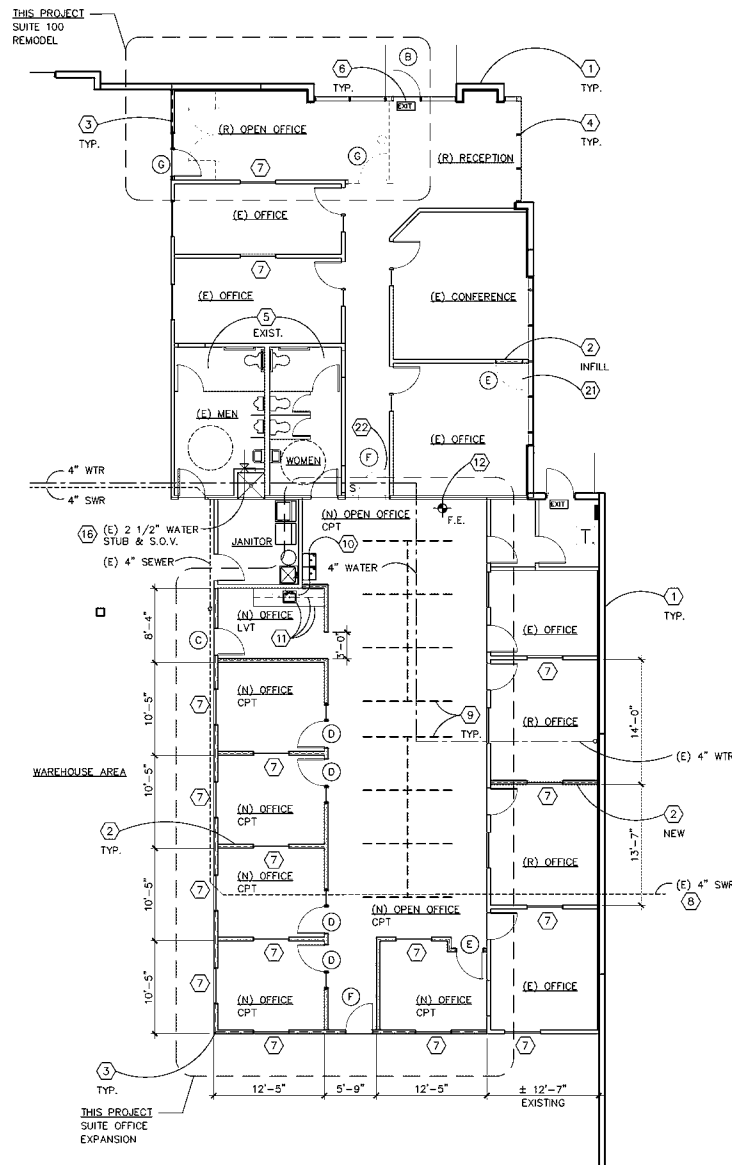 THIS PROJECT
SUITE 100
REMODEL
B
6
TYP.
EXIT
1
TYP.
3
TYP.
(R) OPEN OFFICE
4
TYP.
G
7
G
(R) RECEPTION
(E) OFFICE
7
(E) OFFICE
(E) CONFERENCE
5
EXIST.
2
INFILL
E
21
(E) MEN
22
(E) OFFICE
WOMEN
F
12
4" WTR
4" SWR
S
EXIT
16
(E) 2 1/2" WATER
STUB & S.O.V.
JANITOR
(N) OPEN OFFICE
CPT
F.E.
T.
10
(E) 4" SEWER
4" WATER
8'-4"
(N) OFFICE
LVT
11
3'-0"
C
(E) OFFICE
1
TYP.
7
7
10'-5"
(N) OFFICE
CPT
D
9
TYP.
(R) OFFICE
14'-0"
(E) 4" WTR
WAREHOUSE AREA
7
D
7
10'-5"
7
(N) OFFICE
CPT
2
NEW
2
TYP.
7
(R) OFFICE
13'-7"
7
10'-5"
(N) OFFICE
CPT
(E) 4" SWR
8
(N) OPEN OFFICE
CPT
D
7
7
D
7
E
7
10'-5"
(N) OFFICE
CPT
F
(N) OFFICE
CPT
(E) OFFICE
7
7
7
3
TYP.
12'-5"
5'-9"
12'-5"
± 12'-7"
EXISTING
THIS PROJECT
SUITE OFFICE
EXPANSION